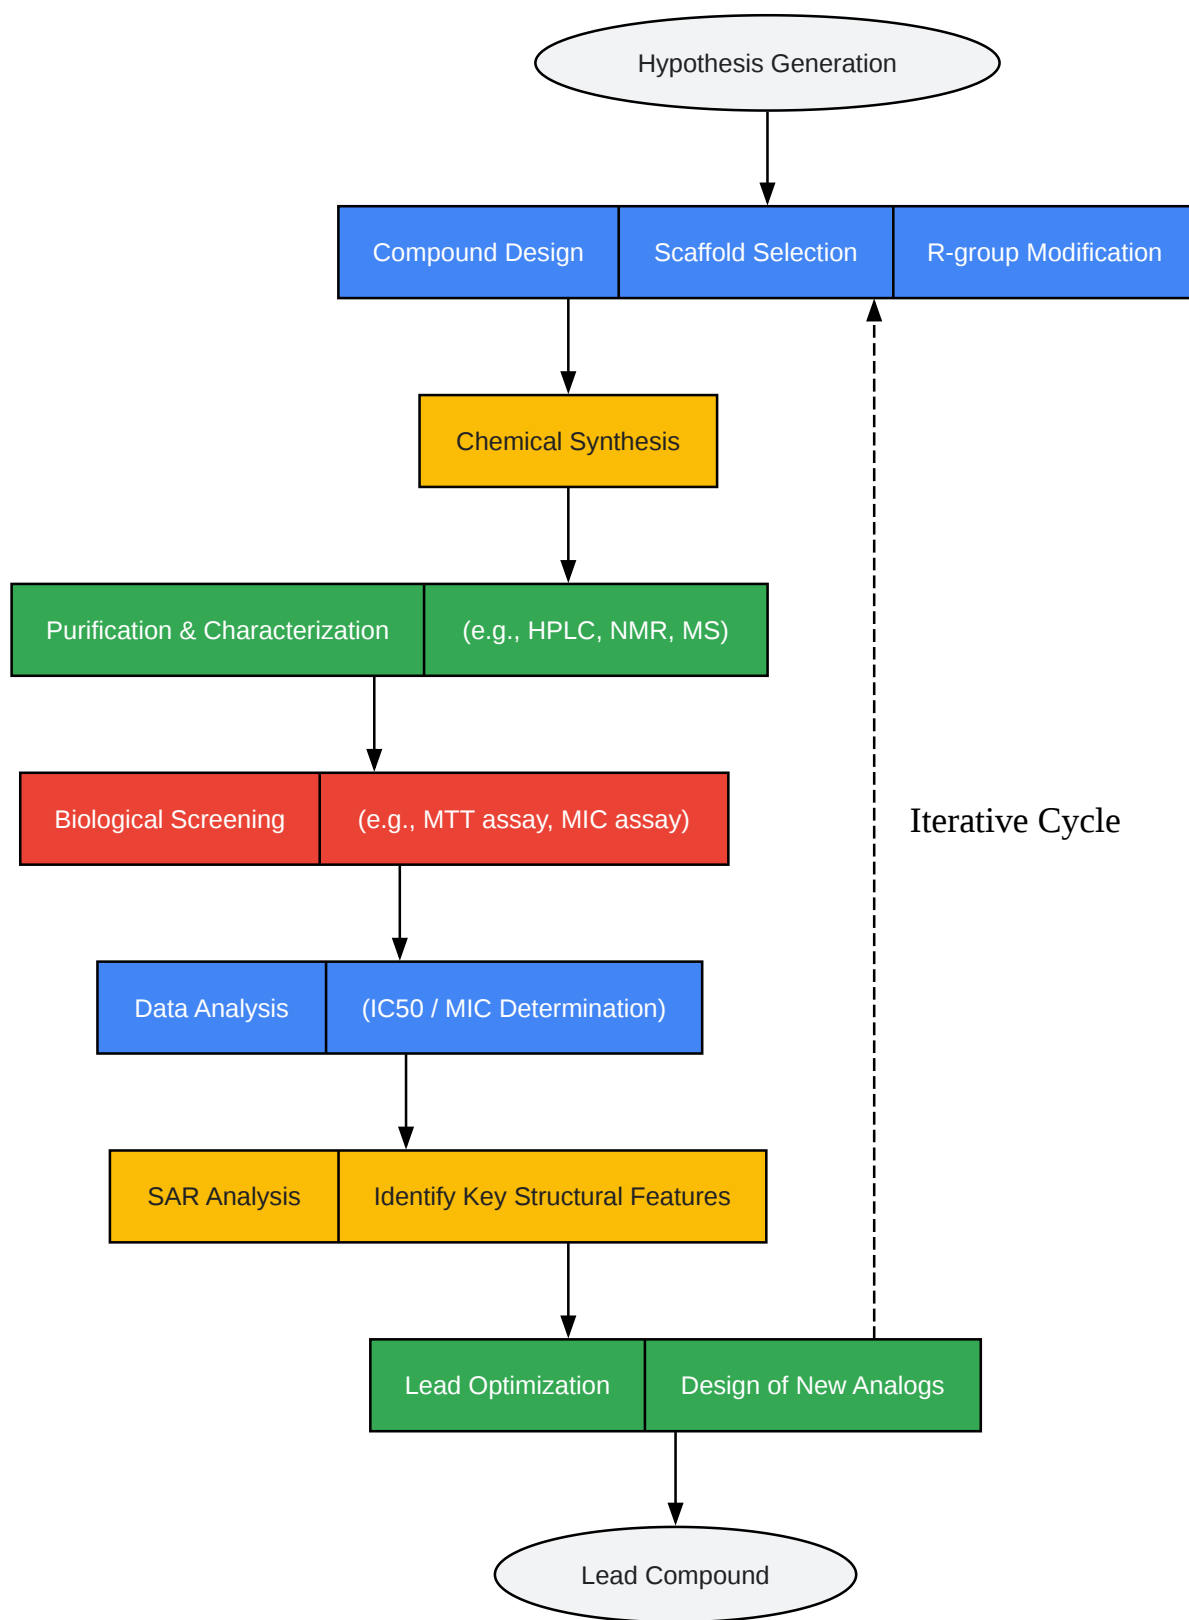 Hypothesis Generation
Compound Design
Scaffold Selection
R-group Modification
Chemical Synthesis
Purification & Characterization
(e.g., HPLC, NMR, MS)
Biological Screening
(e.g., MTT assay, MIC assay)
Iterative Cycle
Data Analysis
(IC50 / MIC Determination)
SAR Analysis
Identify Key Structural Features
Lead Optimization
Design of New Analogs
Lead Compound